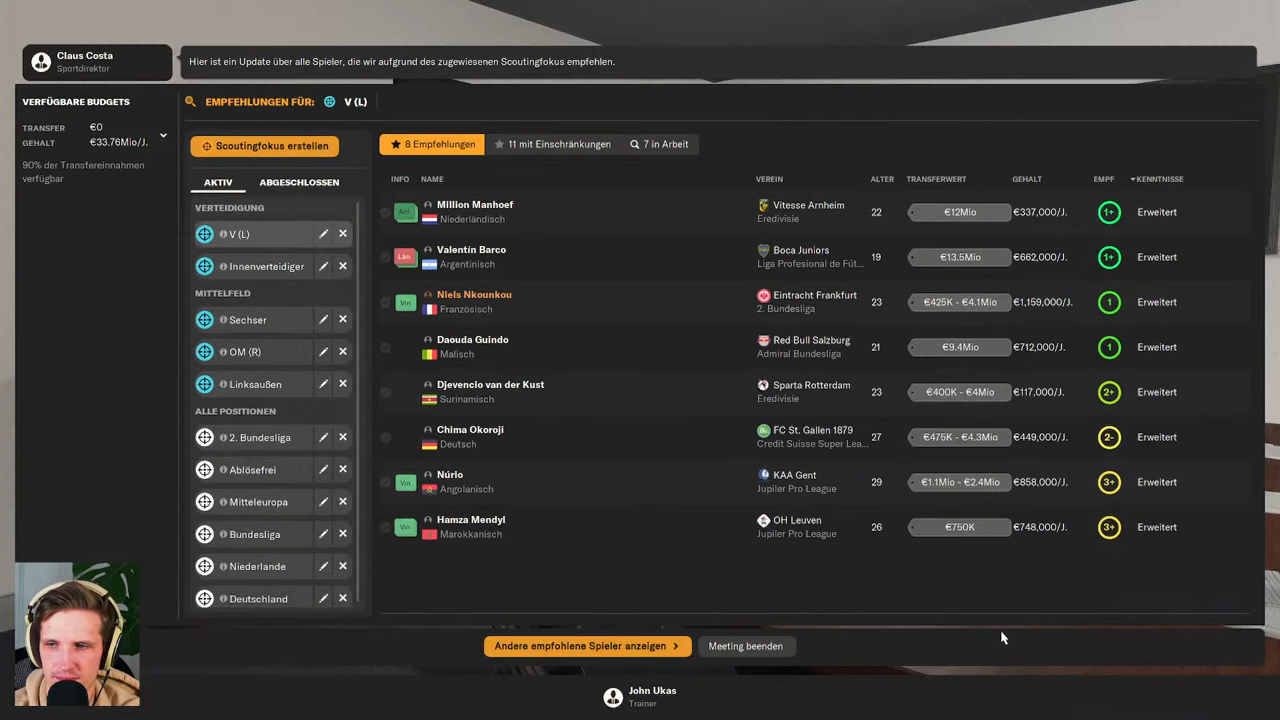 Claus Costa
Sportdirektor
Hier ist ein Update über alle Spieler, die wir aufgrund des zugewiesenen Scoutingfokus empfehlen.
VERFÜGBARE BUDGETS
TRANSFER €0
GEHALT €33.76Mio/J.
90% der Transfereinnahmen
verfügbar
EMPFEHLUNGEN FÜR: V (L)
Scoutingfokus erstellen
AKTIV ABGESCHLOSSEN
VERTEIDIGUNG
V (L)
Innenverteidiger
MITTELFELD
Sechser
OM (R)
Linksaußen
ALLE POSITIONEN
2. Bundesliga
Ablösefrei
Mitteleuropa
Bundesliga
Niederlande
Deutschland
8 Empfehlungen 11 mit Einschränkungen 7 in Arbeit
INFO NAME VEREIN ALTER TRANSFERWERT GEHALT EMPF KENNTNISSE
Million Manhoef Vitesse Arnheim 22 €12Mio €337,000/J. 1+ Erweitert
Niederländisch Eredivisie
Län Valentín Barco Boca Juniors 19 €13.5Mio €662,000/J. 1+ Erweitert
Argentinisch Liga Profesional de Fút...
Vin Niels Nkounkou Eintracht Frankfurt 23 €425K - €4.1Mio €1,159,000/J. 1 Erweitert
Französisch 2. Bundesliga
Daouda Guindo Red Bull Salzburg 21 €9.4Mio €712,000/J. 1 Erweitert
Malisch Admiral Bundesliga
Djevencio van der Kust Sparta Rotterdam 23 €400K - €4Mio €117,000/J. 2+ Erweitert
Surinamisch Eredivisie
Chima Okoroji FC St. Gallen 1879 27 €475K - €4.3Mio €449,000/J. 2- Erweitert
Deutsch Credit Suisse Super Lea...
Vin Núrio KAA Gent 29 €1.1Mio - €2.4Mio €858,000/J. 3+ Erweitert
Angolanisch Jupiler Pro League
Vin Hamza Mendyl OH Leuven 26 €750K €748,000/J. 3+ Erweitert
Marokkanisch Jupiler Pro League
Andere empfohlene Spieler anzeigen Meeting beenden
John Ukas
Trainer